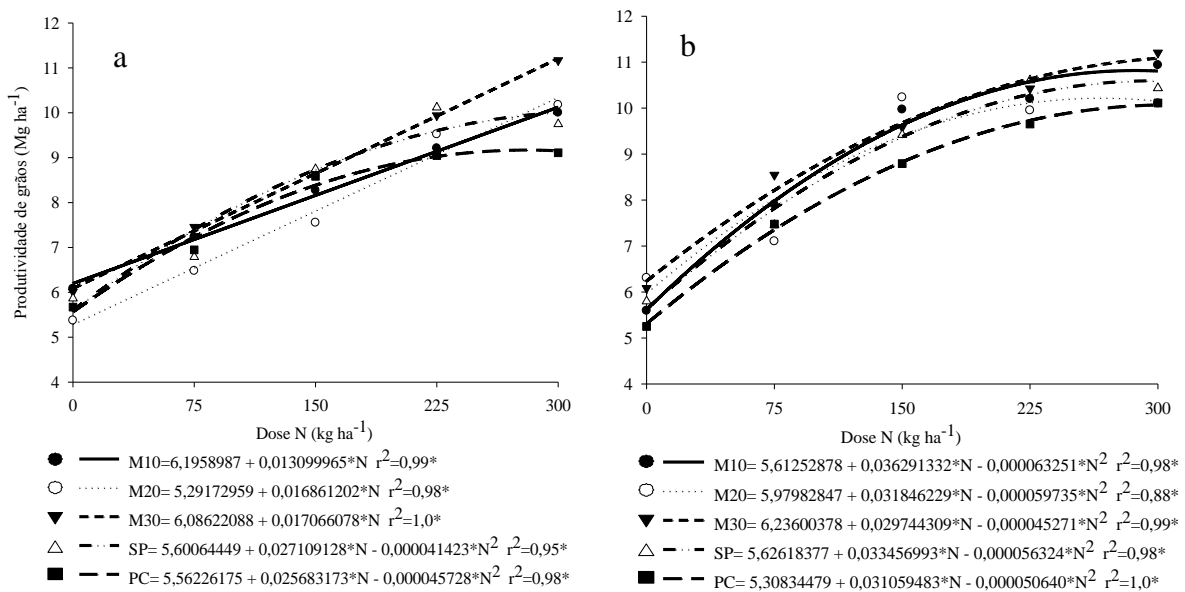 a
Produtividade de grãos (Mg ha-1)
12
11
10
9
8
7
6
5
4
0 75 150 225 300
Dose N (kg ha-1)
M10=6,1958987 + 0,013099965*N r2=0,99*
M20= 5,29172959 + 0,016861202*N r2=0,98*
M30= 6,08622088 + 0,017066078*N r2=1,0*
SP= 5,60064449 + 0,027109128*N - 0,000041423*N2 r2=0,95*
PC= 5,56226175 + 0,025683173*N - 0,000045728*N2 r2=0,98*
b
12
11
10
9
8
7
6
5
4
0 75 150 225 300
Dose N (kg ha-1)
M10= 5,61252878 + 0,036291332*N - 0,000063251*N2 r2=0,98*
M20= 5,97982847 + 0,031846229*N - 0,000059735*N2 r2=0,88*
M30= 6,23600378 + 0,029744309*N - 0,000045271*N2 r2=0,99*
SP= 5,62618377 + 0,033456993*N - 0,000056324*N2 r2=0,98*
PC= 5,30834479 + 0,031059483*N - 0,000050640*N2 r2=1,0*